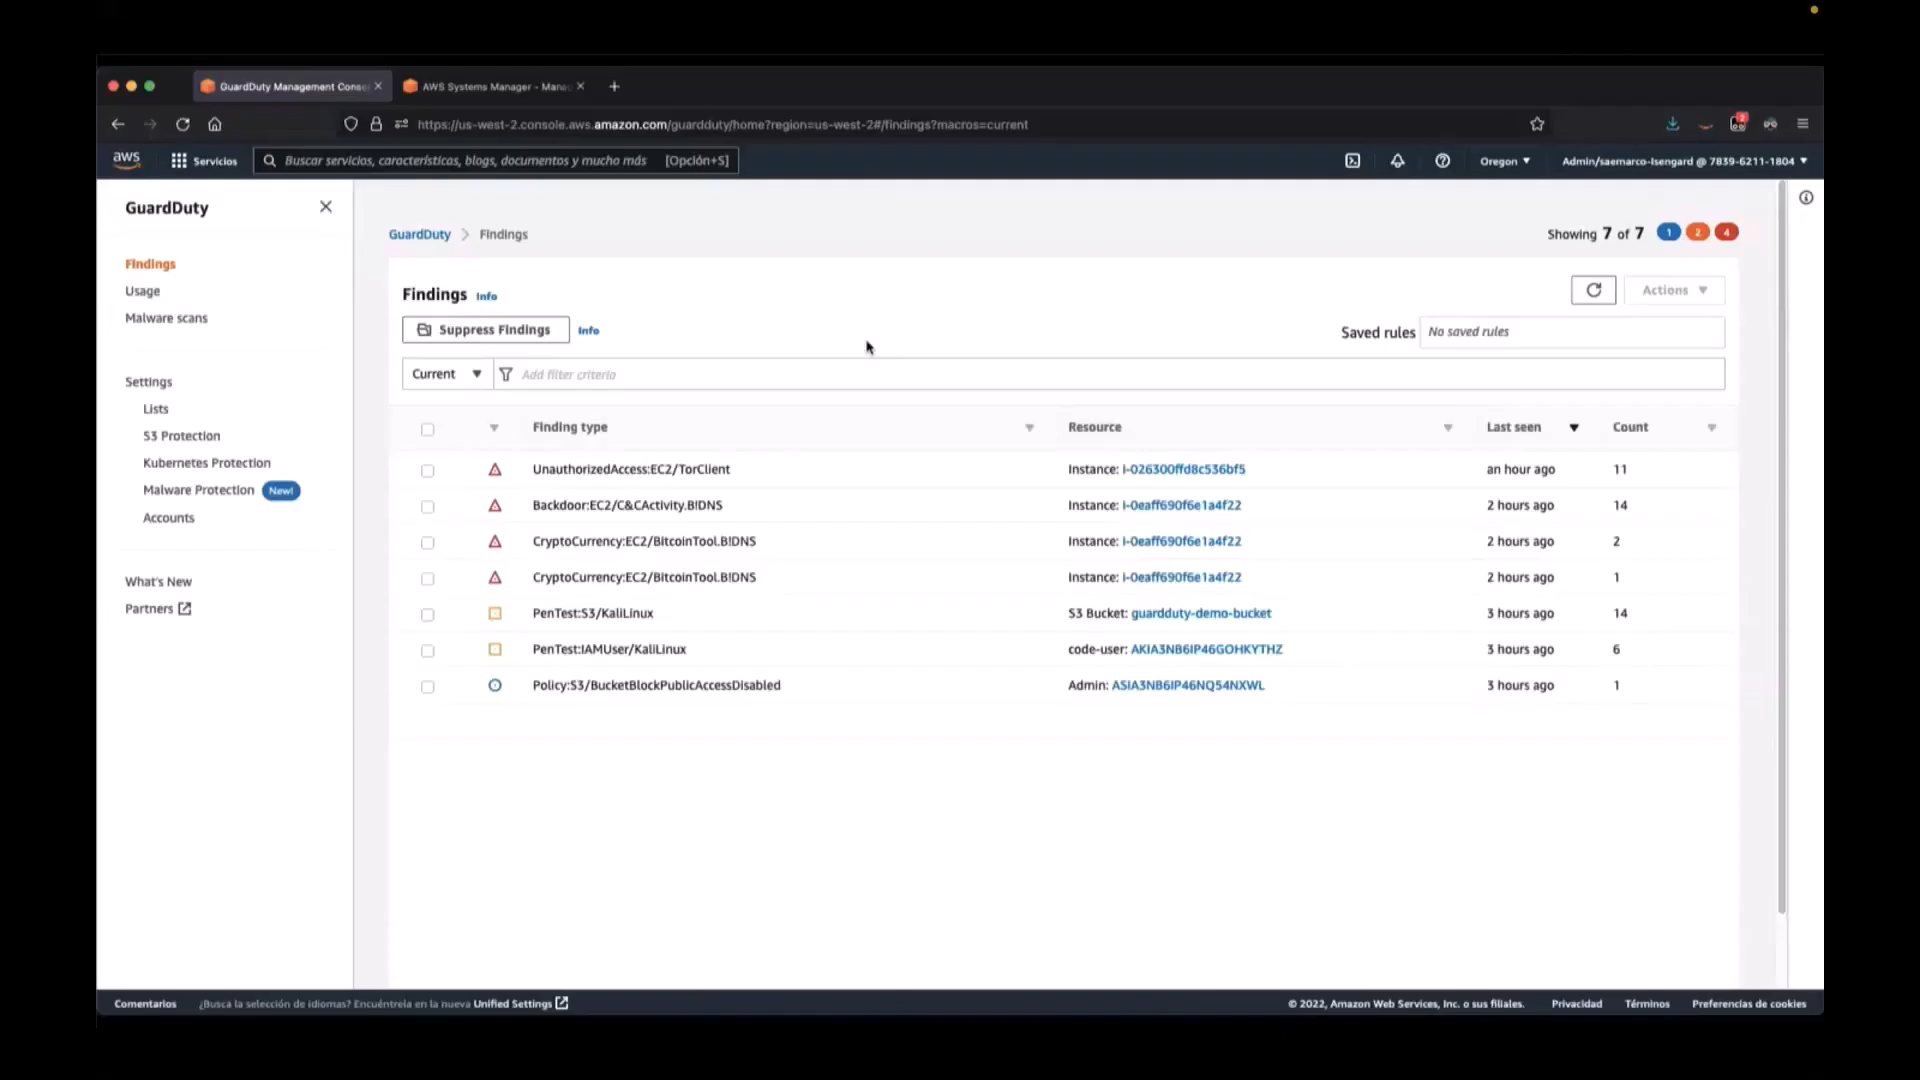 GuardDuty Management Conso
AWS Systems Manager - Mana
https://us-west-2.console.aws.amazon.com/guardduty/home?region=us-west-2#/findings?macros=current
aws
Servicios
Buscar servicios, características, blogs, documentos y mucho más [Opción+S]
Oregon
Admin/saemarco-Isengard @ 7839-6211-1804
GuardDuty
Findings
Usage
Malware scans
Settings
Lists
S3 Protection
Kubernetes Protection
Malware Protection New!
Accounts
What's New
Partners
GuardDuty > Findings
Showing 7 of 7 1 2 4
Findings Info
Actions
Suppress Findings Info
Saved rules No saved rules
Current Add filter criteria
Finding type Resource Last seen Count
UnauthorizedAccess:EC2/TorClient Instance: i-026300ffd8c536bf5 an hour ago 11
Backdoor:EC2/C&CActivity.B!DNS Instance: i-0eaff690f6e1a4f22 2 hours ago 14
CryptoCurrency:EC2/BitcoinTool.B!DNS Instance: i-0eaff690f6e1a4f22 2 hours ago 2
CryptoCurrency:EC2/BitcoinTool.B!DNS Instance: i-0eaff690f6e1a4f22 2 hours ago 1
PenTest:S3/KaliLinux S3 Bucket: guardduty-demo-bucket 3 hours ago 14
PenTest:IAMUser/KaliLinux code-user: AKIA3NB6IP46GOHKYTHZ 3 hours ago 6
Policy:S3/BucketBlockPublicAccessDisabled Admin: ASIA3NB6IP46NQ54NXWL 3 hours ago 1
Comentarios ¿Busca la selección de idiomas? Encuéntrela en la nueva Unified Settings
© 2022, Amazon Web Services, Inc. o sus filiales. Privacidad Términos Preferencias de cookies